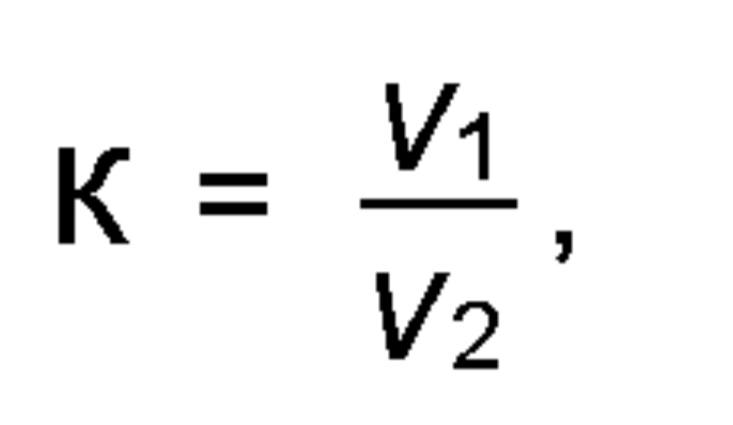 К = V1 / V2 ,